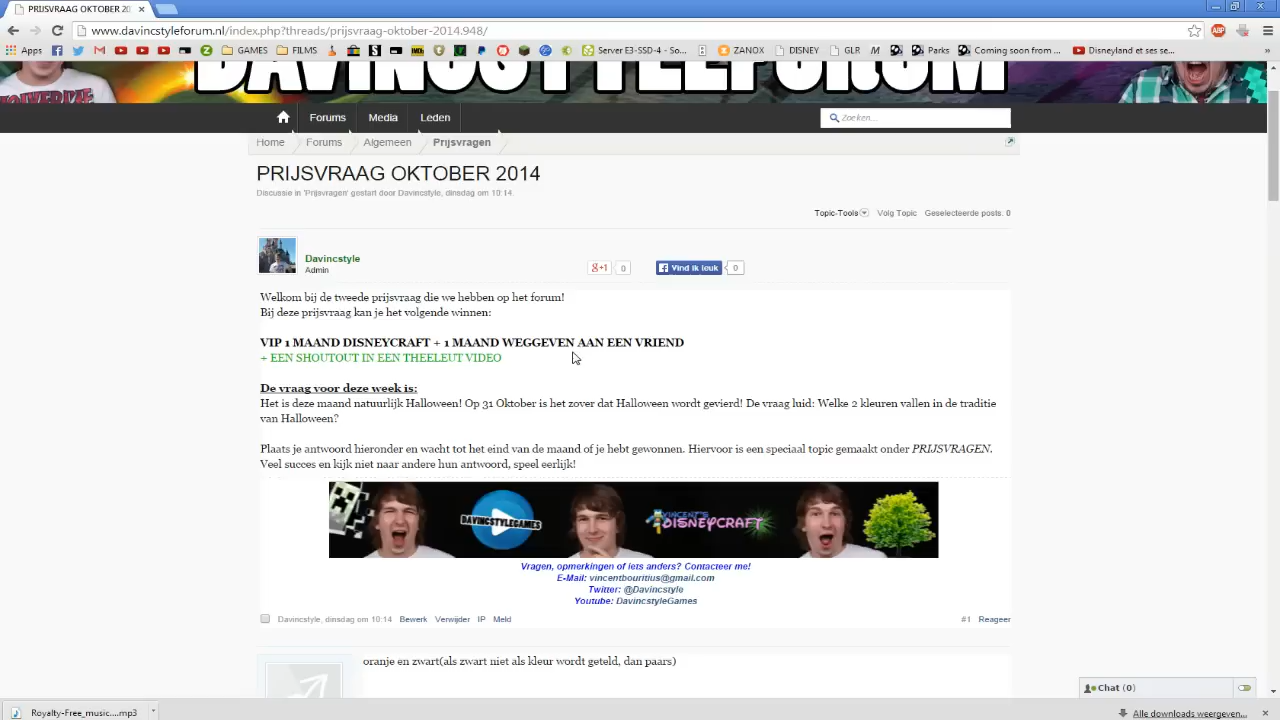 PRIJSVRAAG OKTOBER 20
www.davincstyleforum.nl/index.php?threads/prijsvraag-oktober-2014.948/
Apps GAMES FILMS Server E3-SSD-4 - So... ZANOX DISNEY GLR Parks Coming soon from... Disneyland et ses se...
DAVINCSTYLEFORUM
Forums Media Leden Zoeken...
Home Forums Algemeen Prijsvragen
PRIJSVRAAG OKTOBER 2014
Discussie in 'Prijsvragen' gestart door Davincstyle, dinsdag om 10:14.
Topic-Tools Volg Topic Geselecteerde posts: 0
Davincstyle
Admin
+1 0 Vind ik leuk 0
Welkom bij de tweede prijsvraag die we hebben op het forum!
Bij deze prijsvraag kan je het volgende winnen:
VIP 1 MAAND DISNEYCRAFT + 1 MAAND WEGGEVEN AAN EEN VRIEND
+ EEN SHOUTOUT IN EEN THEELEUT VIDEO
De vraag voor deze week is:
Het is deze maand natuurlijk Halloween! Op 31 Oktober is het zover dat Halloween wordt gevierd! De vraag luid: Welke 2 kleuren vallen in de traditie
van Halloween?
Plaats je antwoord hieronder en wacht tot het eind van de maand of je hebt gewonnen. Hiervoor is een speciaal topic gemaakt onder PRIJSVRAGEN.
Veel succes en kijk niet naar andere hun antwoord, speel eerlijk!
DAVINCSTYLEGAMES VINCENT'S DISNEYCRAFT
Vragen, opmerkingen of iets anders? Contacteer me!
E-Mail: vincentbouritius@gmail.com
Twitter: @Davincstyle
Youtube: DavincstyleGames
Davincstyle, dinsdag om 10:14 Bewerk Verwijder IP Meld #1 Reageer
oranje en zwart(als zwart niet als kleur wordt geteld, dan paars)
Chat (0)
Royalty-Free_music....mp3 Alle downloads weergeven...